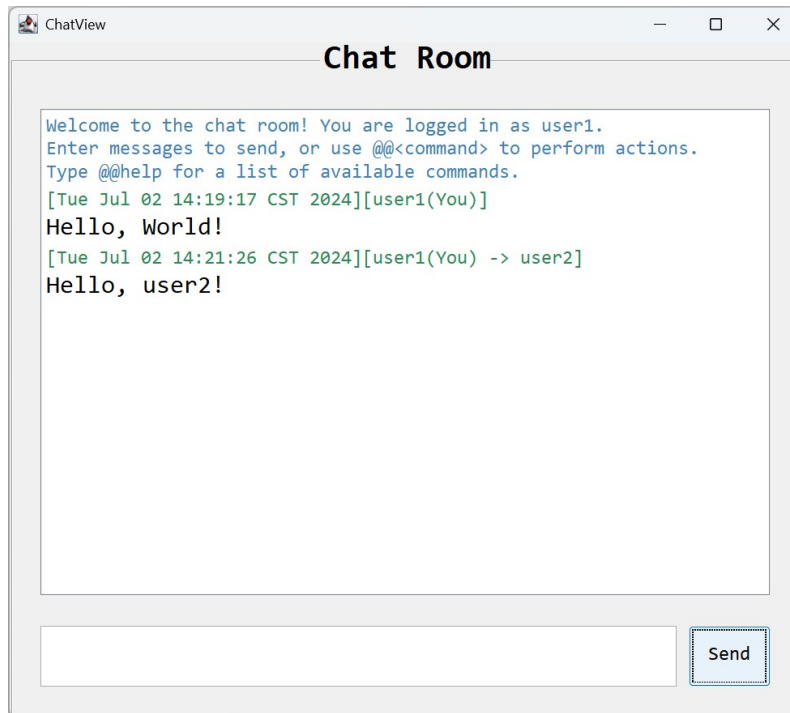 ChatView
Chat Room
Welcome to the chat room! You are logged in as user1.
Enter messages to send, or use @@<command> to perform actions.
Type @@help for a list of available commands.
[Tue Jul 02 14:19:17 CST 2024][user1(You)]
Hello, World!
[Tue Jul 02 14:21:26 CST 2024][user1(You) -> user2]
Hello, user2!
Send